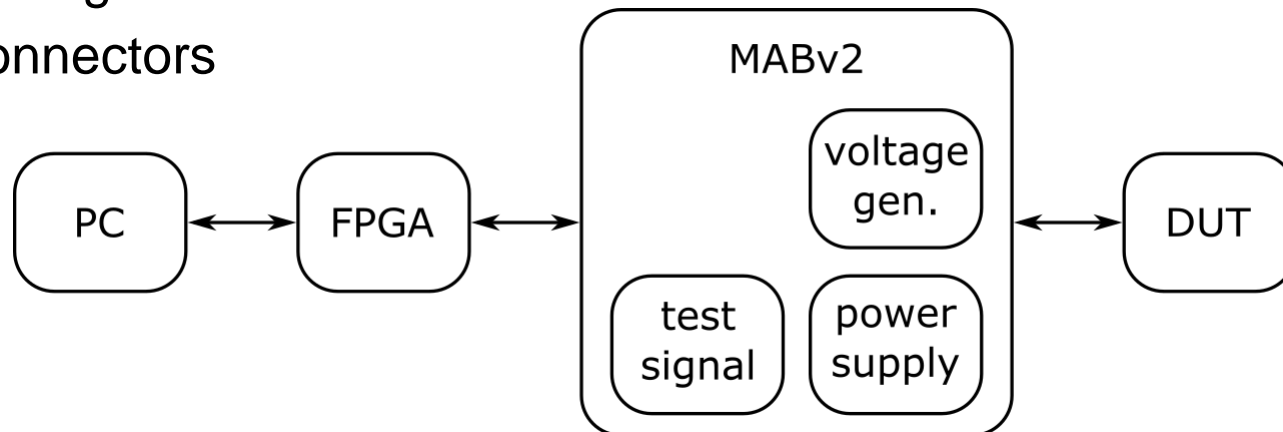 onnectors
MABv2
voltage
gen.
PC
FPGA
DUT
test
signal
power
supply